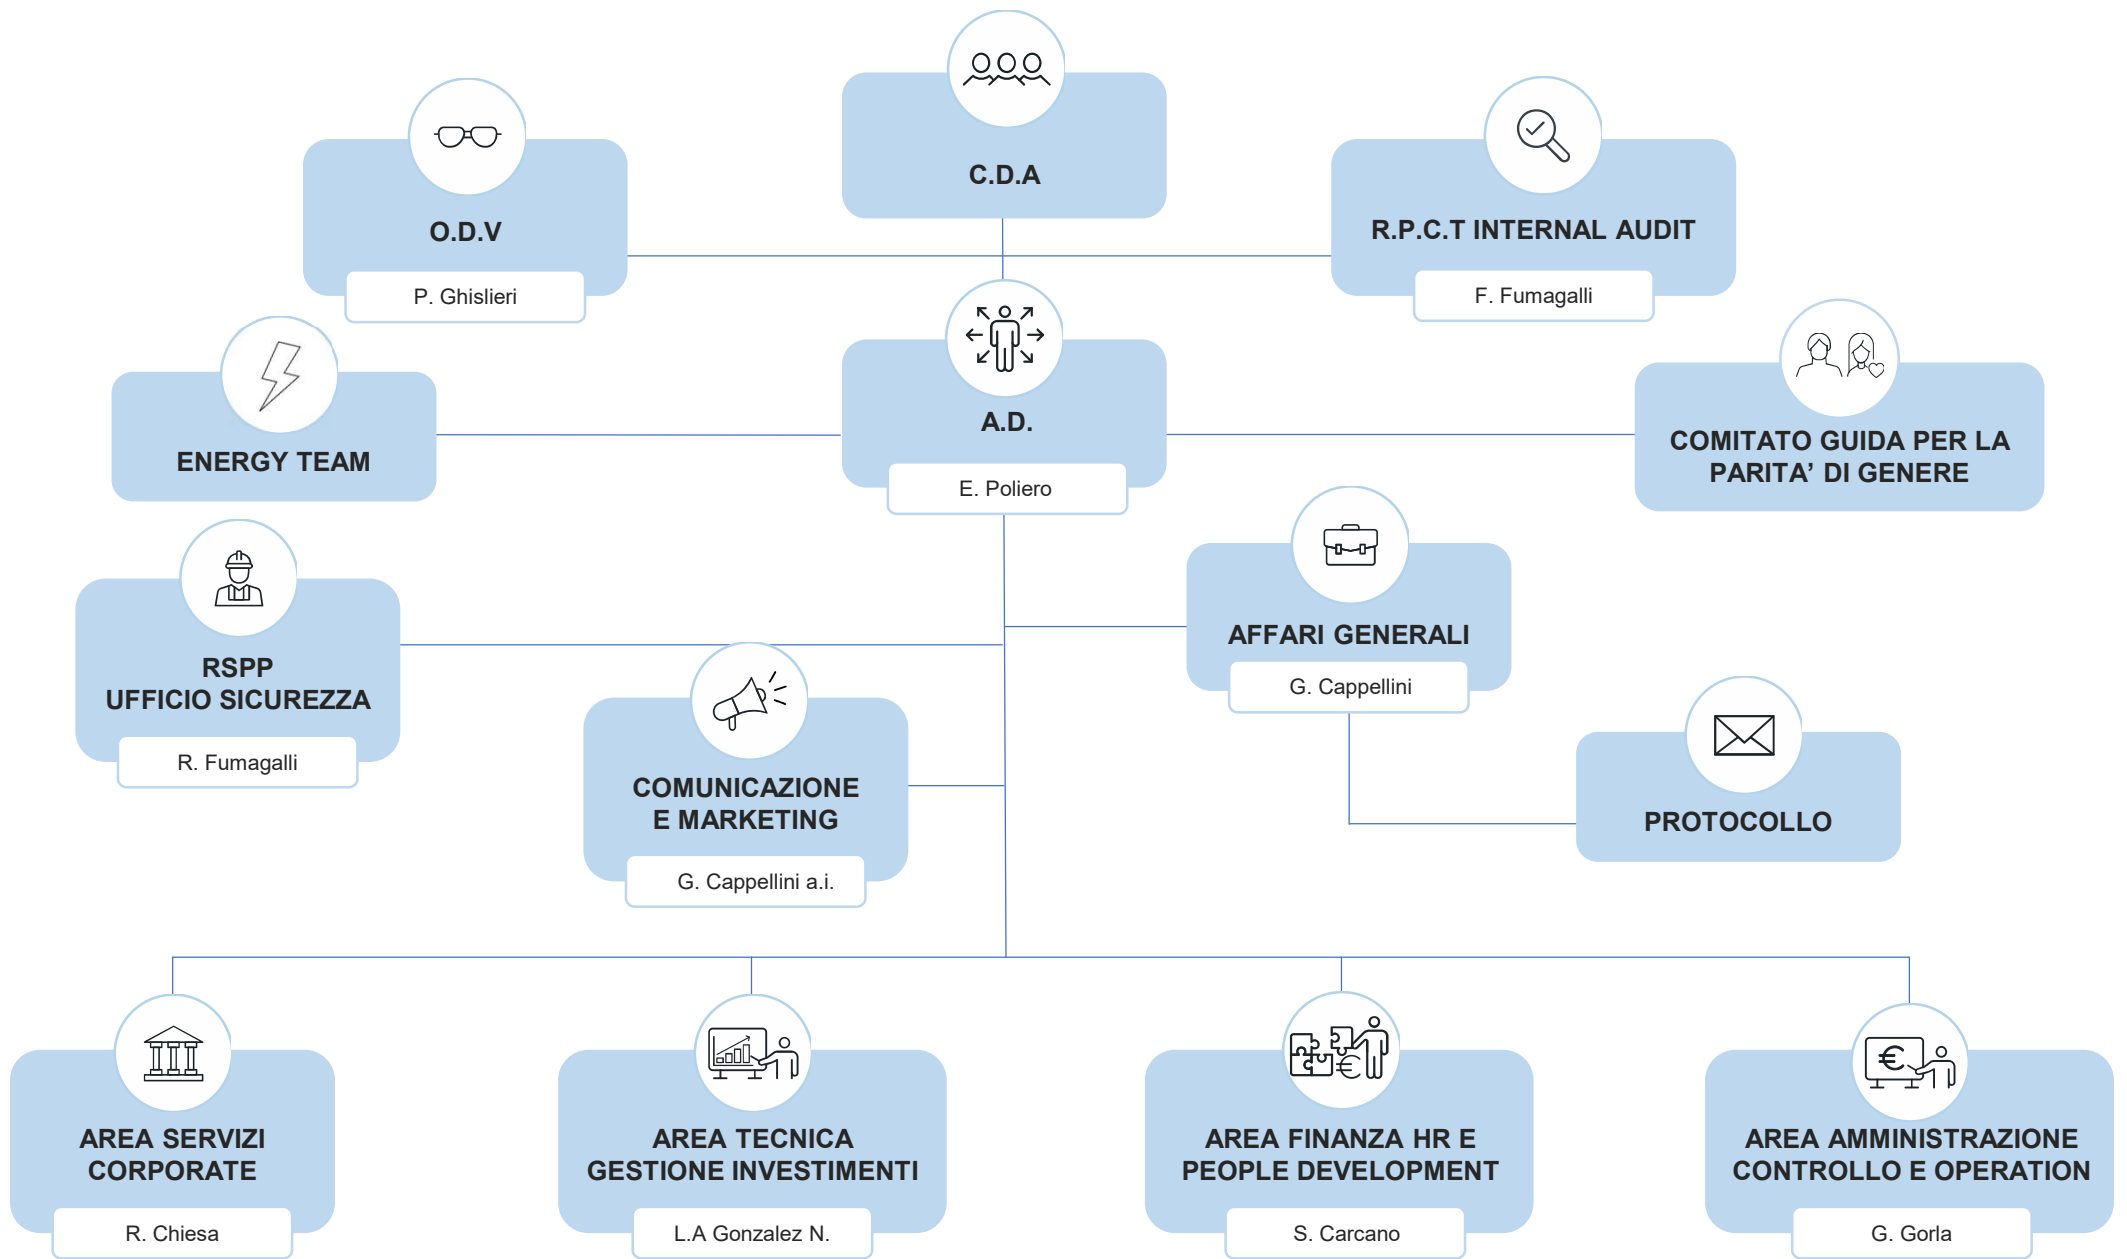 C.D.A
O.D.V
P. Ghislieri
R.P.C.T INTERNAL AUDIT
F. Fumagalli
A.D.
E. Poliero
ENERGY TEAM
COMITATO GUIDA PER LA
PARITA’ DI GENERE
RSPP
UFFICIO SICUREZZA
R. Fumagalli
AFFARI GENERALI
G. Cappellini
COMUNICAZIONE
E MARKETING
G. Cappellini a.i.
PROTOCOLLO
AREA SERVIZI
CORPORATE
R. Chiesa
AREA TECNICA
GESTIONE INVESTIMENTI
L.A Gonzalez N.
€
AREA FINANZA HR E
PEOPLE DEVELOPMENT
S. Carcano
€
AREA AMMINISTRAZIONE
CONTROLLO E OPERATION
G. Gorla